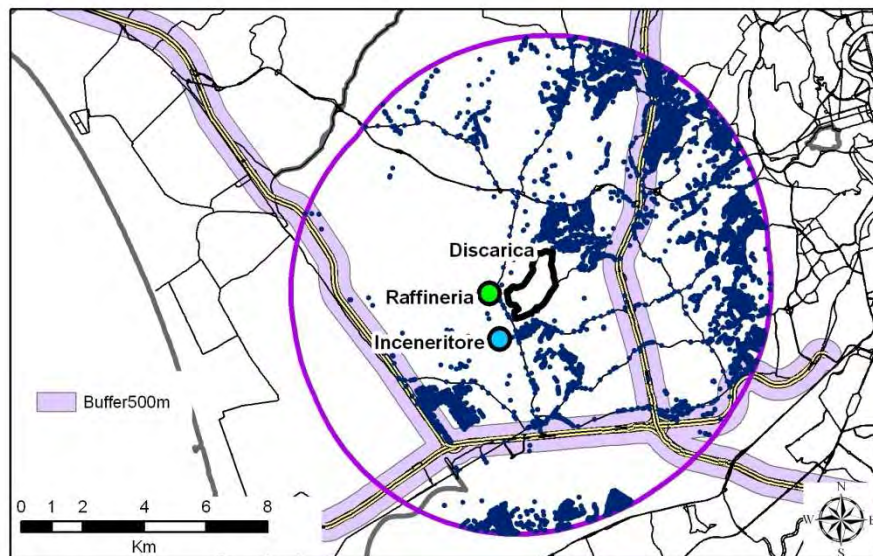 Discarica
Raffineria
Inceneritore
Buffer500m
0 1 2 4 6 8
Km
N
W E
S